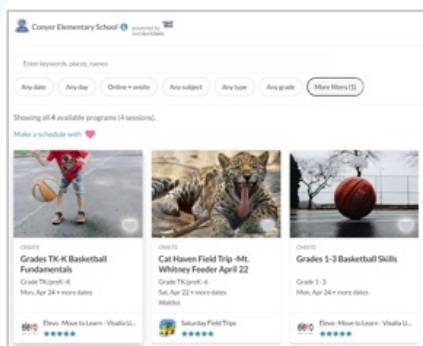 Conyer Elementary School
powered by
Enter keywords, places, names
Any date
Any day
Online + onsite
Any subject
Any type
Any grade
More filters (1)
Showing all 4 available programs (4 sessions).
Make a schedule with
ONSITE
Grades TK-K Basketball
Fundamentals
Grade TK/preK-K
Mon, Apr 24 + more dates
elevo
Elevo- Move to Learn - Visalia U...
ONSITE
Cat Haven Field Trip -Mt.
Whitney Feeder April 22
Grade TK/preK-6
Sat, Apr 22 + more dates
Waitlist
Saturday Field Trips
ONSITE
Grades 1-3 Basketball Skills
Grade 1-3
Mon, Apr 24 + more dates
elevo
Elevo- Move to Learn - Visalia U...